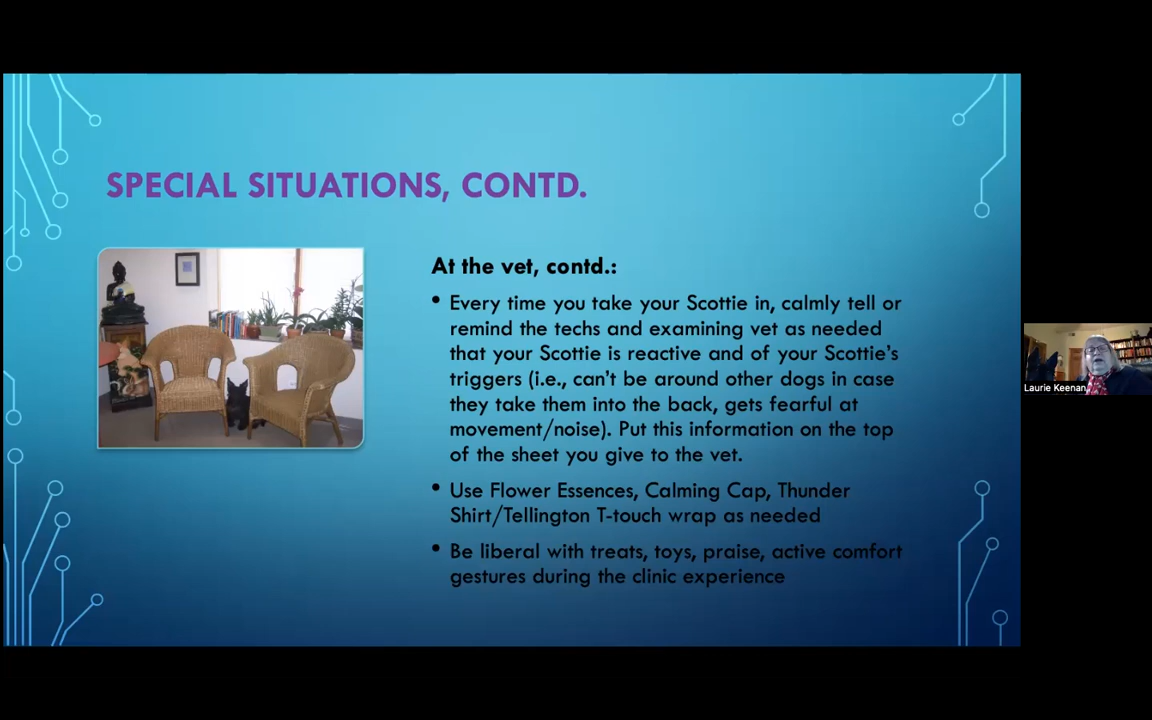 SPECIAL SITUATIONS, CONTD.
At the vet, contd.:
• Every time you take your Scottie in, calmly tell or
remind the techs and examining vet as needed
that your Scottie is reactive and of your Scottie's
triggers (i.e., can't be around other dogs in case
they take them into the back, gets fearful at
movement/noise). Put this information on the top
of the sheet you give to the vet.
• Use Flower Essences, Calming Cap, Thunder
Shirt/Tellington T-touch wrap as needed
• Be liberal with treats, toys, praise, active comfort
gestures during the clinic experience
Laurie Keenan